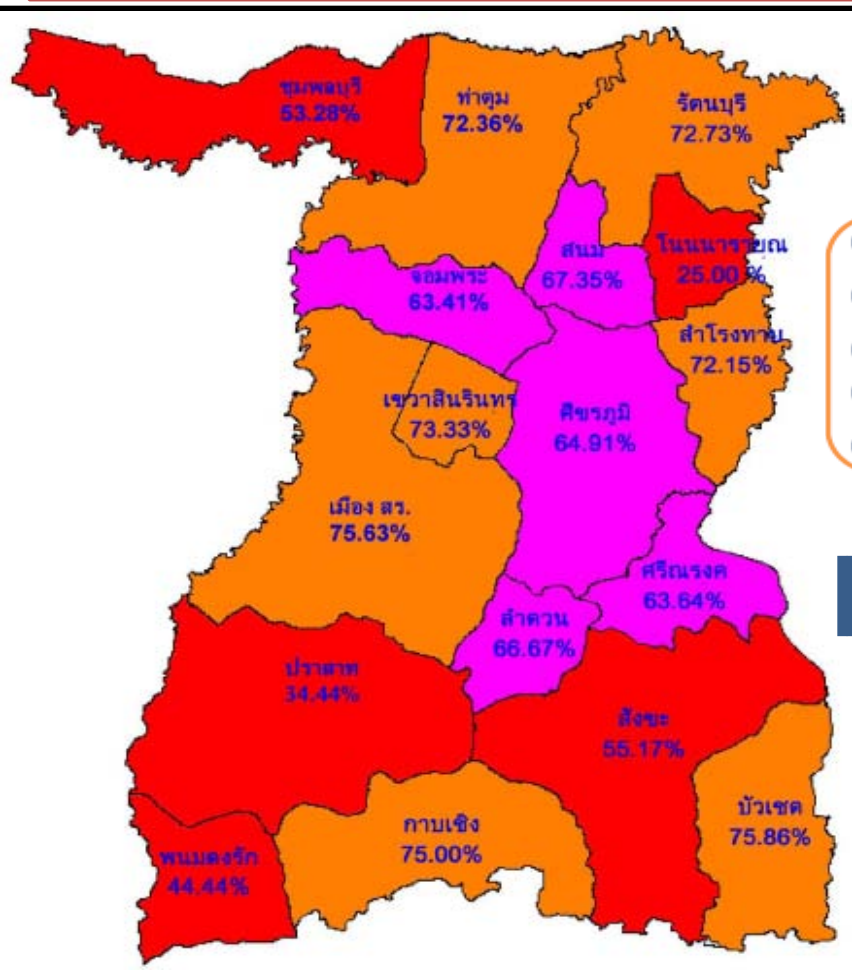 ชุมพลบุรี
53.28%
ท่าตูม
72.36%
รัตนบุรี
72.73%
สนม
67.35%
โนนนารายณ
25.00 %
จอมพระ
63.41%
สำโรงทาบ
72.15%
เขวาสินรินทร
73.33%
ศีขรภูมิ
64.91%
เมือง สร.
75.63%
ศรีณรงค
63.64%
ลำดวน
66.67%
ปราสาท
34.44%
สังขะ
55.17%
บัวเชด
75.86%
กาบเชิง
75.00%
พนมดงรัก
44.44%